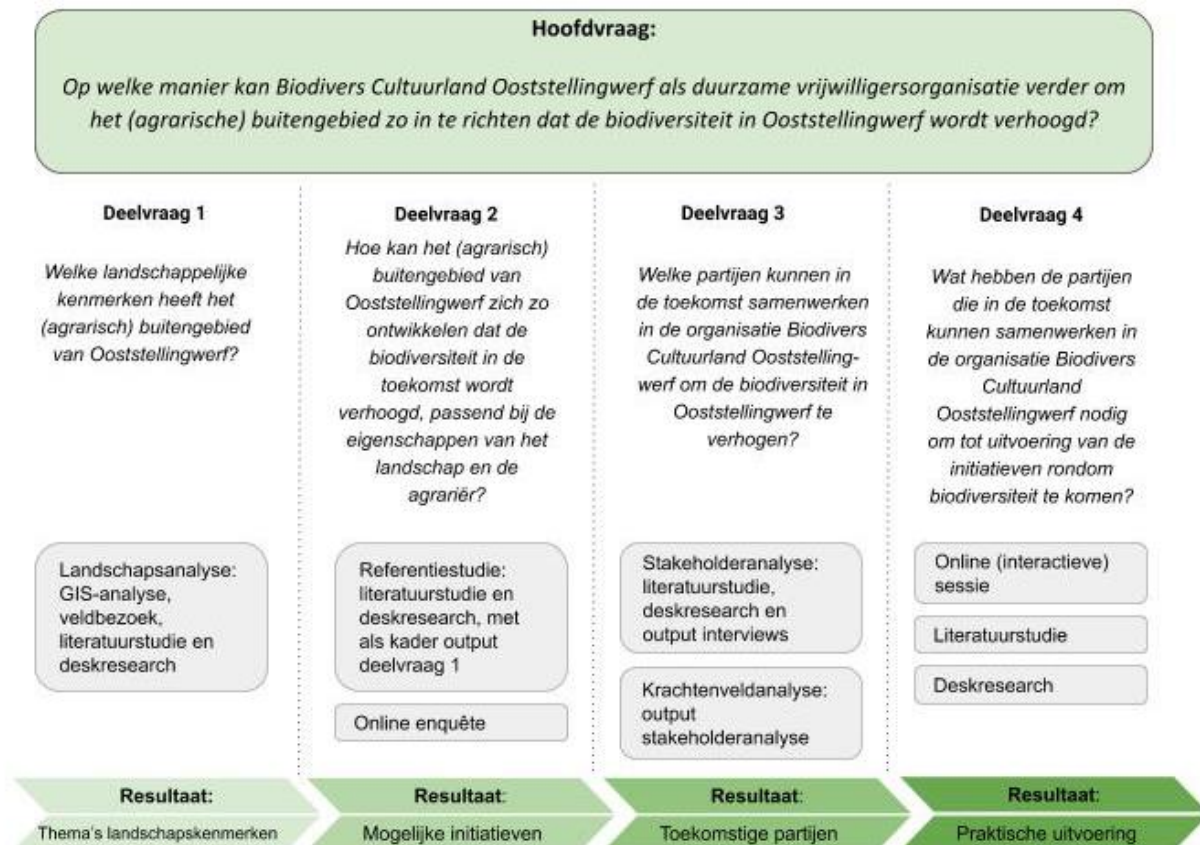 Hoofdvraag:
Op welke manier kan Biodivers Cultuurland Ooststellingwerf als duurzame vrijwilligersorganisatie verder om
het (agrarische) buitengebied zo in te richten dat de biodiversiteit in Ooststellingwerf wordt verhoogd?
Deelvraag 1
Welke landschappelijke
kenmerken heeft het
(agrarisch) buitengebied
van Ooststellingwerf?
Landschapsanalyse:
GIS-analyse,
veldbezoek,
literatuurstudie en
deskresearch
Resultaat:
Thema's landschapskenmerken
Deelvraag 2
Hoe kan het (agrarisch)
buitengebied van
Ooststellingwerf zich zo
ontwikkelen dat de
biodiversiteit in de
toekomst wordt
verhoogd, passend bij de
eigenschappen van het
landschap en de
agrariër?
Referentiestudie:
literatuurstudie en
deskresearch, met
als kader output
deelvraag 1
Online enquête
Resultaat:
Mogelijke initiatieven
Deelvraag 3
Welke partijen kunnen in
de toekomst samenwerken
in de organisatie Biodivers
Cultuurland Ooststelling-
werf om de biodiversiteit in
Ooststellingwerf te
verhogen?
Stakeholderanalyse:
literatuurstudie,
deskresearch en
output interviews
Krachtenveldanalyse:
output
stakeholderanalyse
Resultaat:
Toekomstige partijen
Deelvraag 4
Wat hebben de partijen
die in de toekomst
kunnen samenwerken in
de organisatie Biodivers
Cultuurland
Ooststellingwerf nodig
om tot uitvoering van de
initiatieven rondom
biodiversiteit te komen?
Online (interactieve)
sessie
Literatuurstudie
Deskresearch
Resultaat:
Praktische uitvoering